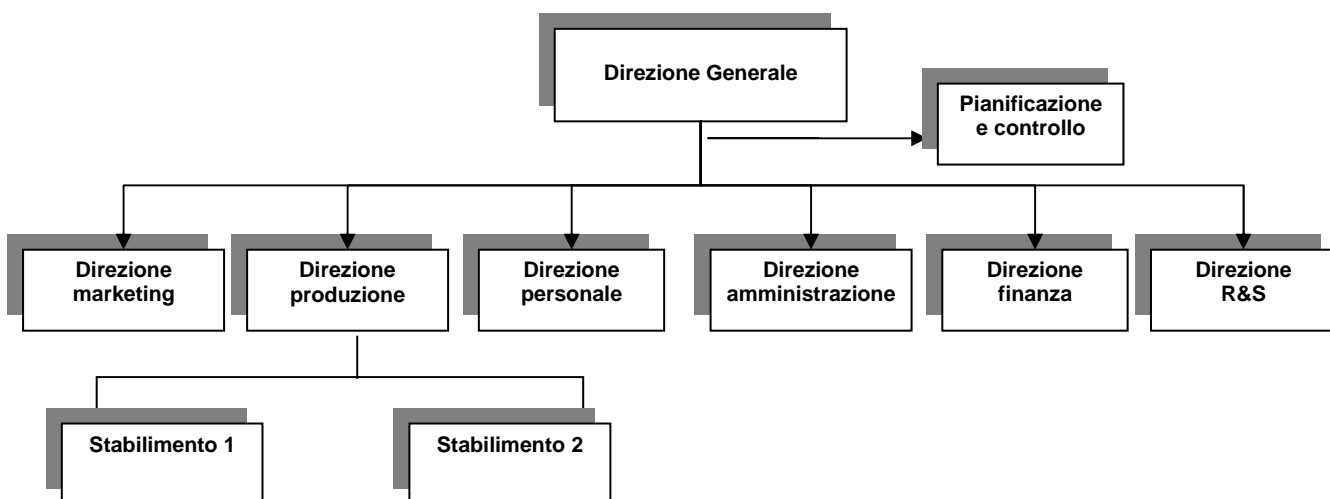 Direzione Generale
Pianificazione
e controllo
Direzione
marketing
Direzione
produzione
Direzione
personale
Direzione
amministrazione
Direzione
finanza
Direzione
R&S
Stabilimento 1
Stabilimento 2